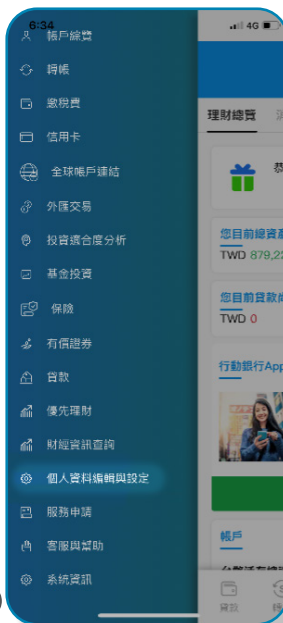 6:34
4G
帳戶綜覽
轉帳
繳稅費
信用卡
全球帳戶連結
外匯交易
投資適合度分析
基金投資
保險
有價證券
貸款
優先理財
財經資訊查詢
個人資料編輯與設定
服務申請
客服與幫助
系統資訊
理財總覽
您目前總資產
TWD 879,22
您目前貸款
TWD 0
行動銀行App
帳戶
貸款